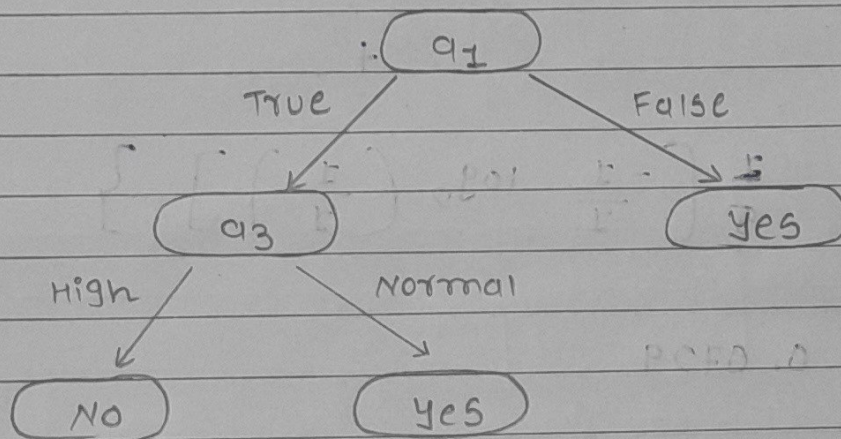 ∴ a1
True False
a3 Yes
High Normal
No Yes